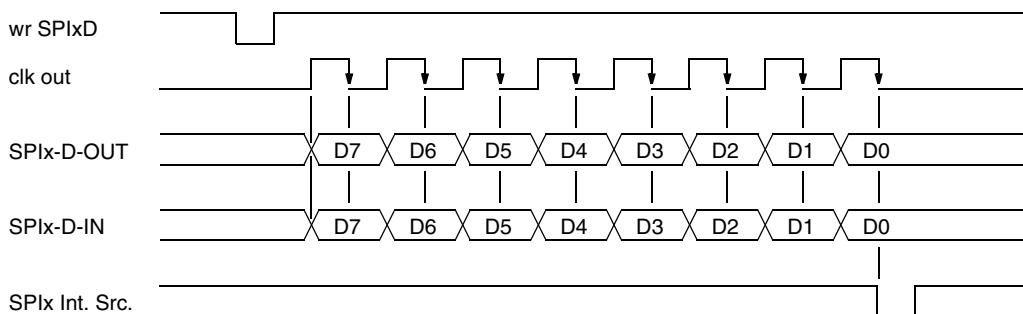 wr SPIxD
clk out
SPIx-D-OUT D7 D6 D5 D4 D3 D2 D1 D0
SPIx-D-IN D7 D6 D5 D4 D3 D2 D1 D0
SPIx Int. Src.